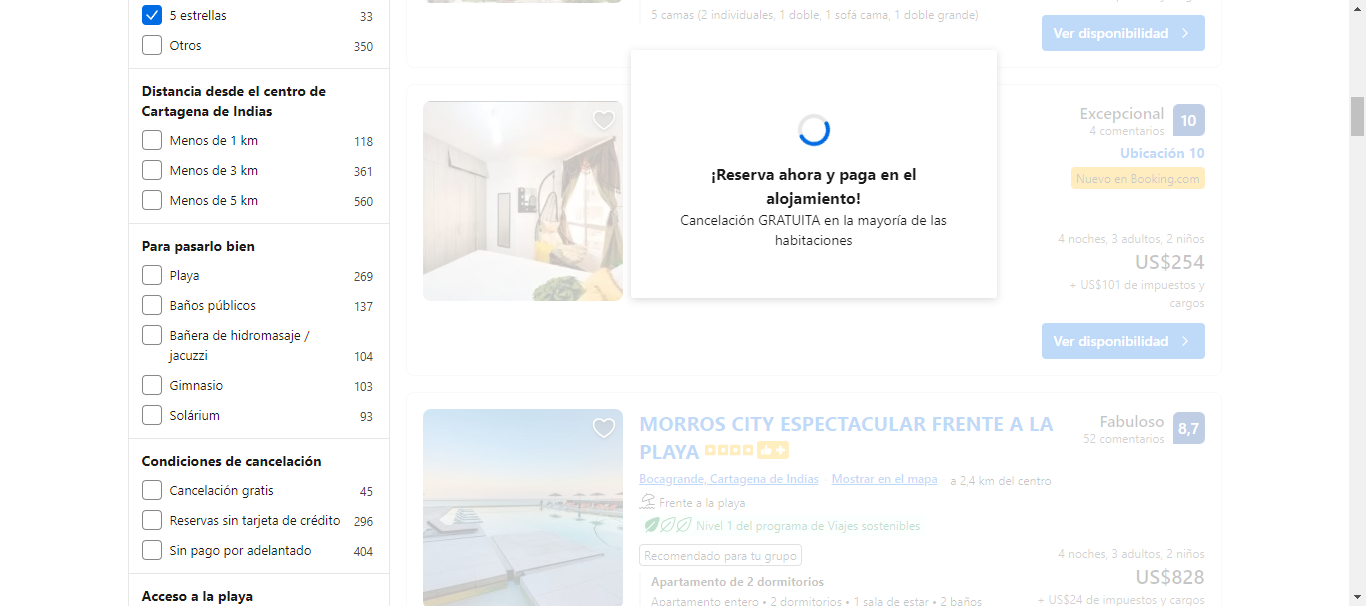 5 estrellas 33
Otros 350
Distancia desde el centro de
Cartagena de Indias
Menos de 1 km 118
Menos de 3 km 361
Menos de 5 km 560
Para pasarlo bien
Playa 269
Baños públicos 137
Bañera de hidromasaje /
jacuzzi 104
Gimnasio 103
Solárium 93
Condiciones de cancelación
Cancelación gratis 45
Reservas sin tarjeta de crédito 296
Sin pago por adelantado 404
Acceso a la playa
5 camas (2 individuales, 1 doble, 1 sofá cama, 1 doble grande)
Ver disponibilidad
¡Reserva ahora y paga en el
alojamiento!
Cancelación GRATUITA en la mayoría de las
habitaciones
Excepcional 10
4 comentarios
Ubicación 10
Nuevo en Booking.com
4 noches, 3 adultos, 2 niños
US$254
+ US$101 de impuestos y
cargos
Ver disponibilidad
MORROS CITY ESPECTACULAR FRENTE A LA
PLAYA
Fabuloso 8,7
52 comentarios
Bocagrande, Cartagena de Indias · Mostrar en el mapa · a 2,4 km del centro
Frente a la playa
Nivel 1 del programa de Viajes sostenibles
Recomendado para tu grupo
Apartamento de 2 dormitorios
Apartamento entero • 2 dormitorios • 1 sala de estar • 2 baños
4 noches, 3 adultos, 2 niños
US$828
+ US$24 de impuestos y cargos